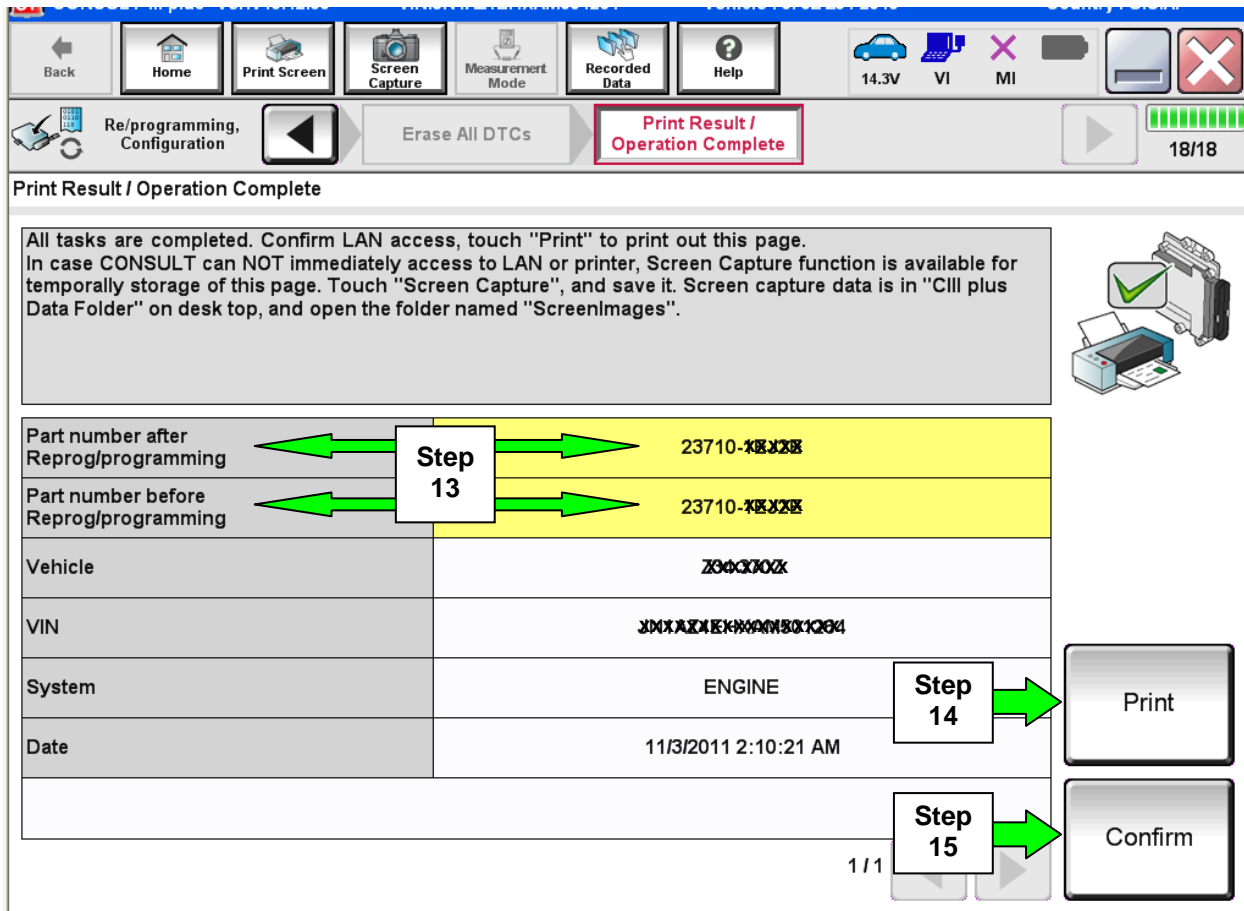 Back
Home
Print Screen
Screen
Capture
Measurement
Mode
Recorded
Data
Help
14.3V
VI
MI
Re/programming,
Configuration
Erase All DTCs
Print Result /
Operation Complete
18/18
Print Result / Operation Complete
All tasks are completed. Confirm LAN access, touch "Print" to print out this page.
In case CONSULT can NOT immediately access to LAN or printer, Screen Capture function is available for
temporally storage of this page. Touch "Screen Capture", and save it. Screen capture data is in "CIII plus
Data Folder" on desk top, and open the folder named "ScreenImages".
Part number after
Reprog/programming
Step
13
23710-
Part number before
Reprog/programming
23710-
Vehicle
VIN
System
ENGINE
Step
14
Print
Date
11/3/2011 2:10:21 AM
Step
15
Confirm
1/1